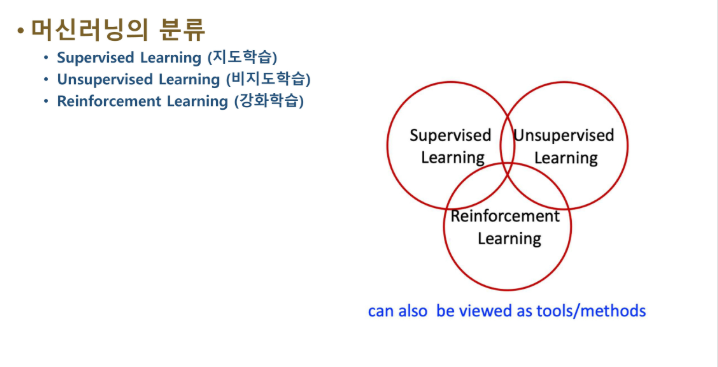 • 머신러닝의 분류
• Supervised Learning (지도학습)
• Unsupervised Learning (비지도학습)
• Reinforcement Learning (강화학습)
Supervised
Learning
Unsupervised
Learning
Reinforcement
Learning
can also be viewed as tools/methods